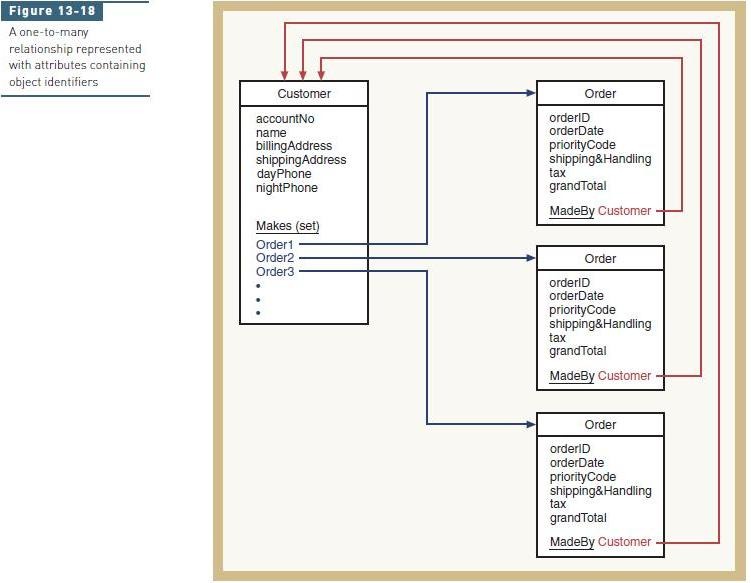 Figure 13-18
A one-to-many
relationship represented
with attributes containing
object identifiers
Customer
accountNo
name
billingAddress
shippingAddress
dayPhone
nightPhone
Makes (set)
Order1
Order2
Order3
Order
orderID
orderDate
priorityCode
shipping&Handling
tax
grandTotal
MadeBy Customer
Order
orderID
orderDate
priorityCode
shipping&Handling
tax
grandTotal
MadeBy Customer
Order
orderID
orderDate
priorityCode
shipping&Handling
tax
grandTotal
MadeBy Customer